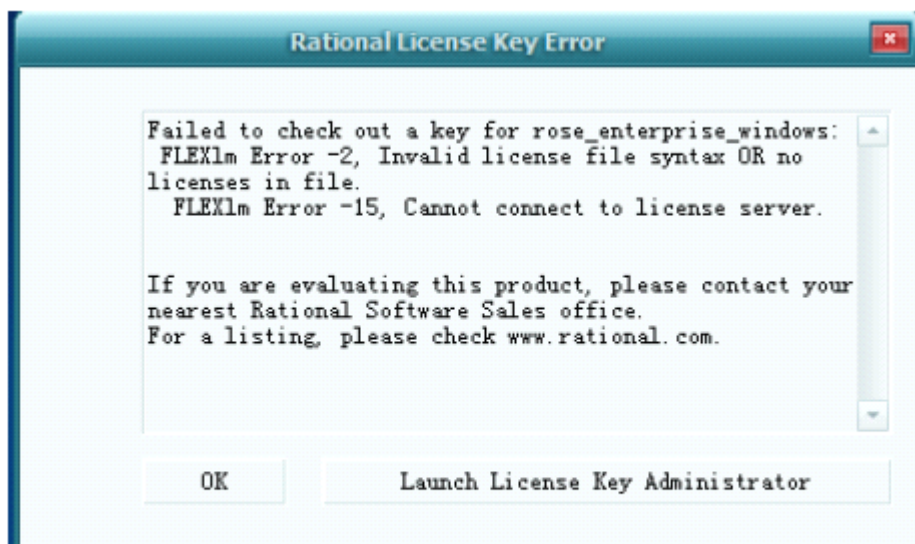 Rational License Key Error
Failed to check out a key for rose_enterprise_windows:
FLEXlm Error -2, Invalid license file syntax OR no
licenses in file.
FLEXlm Error -15, Cannot connect to license server.
If you are evaluating this product, please contact your
nearest Rational Software Sales office.
For a listing, please check www.rational.com.
OK
Launch License Key Administrator